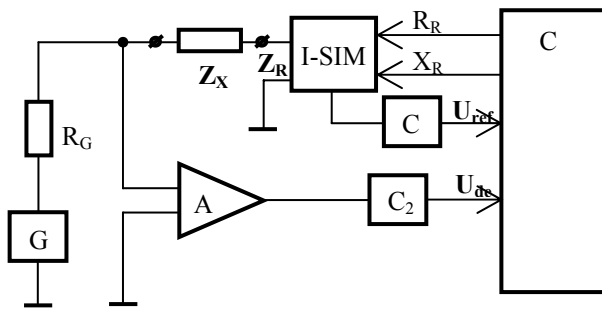 R_R
C
I-SIM
Z_X
Z_R
X_R
R_G
C
U_ref
A
C_2
U_de
G